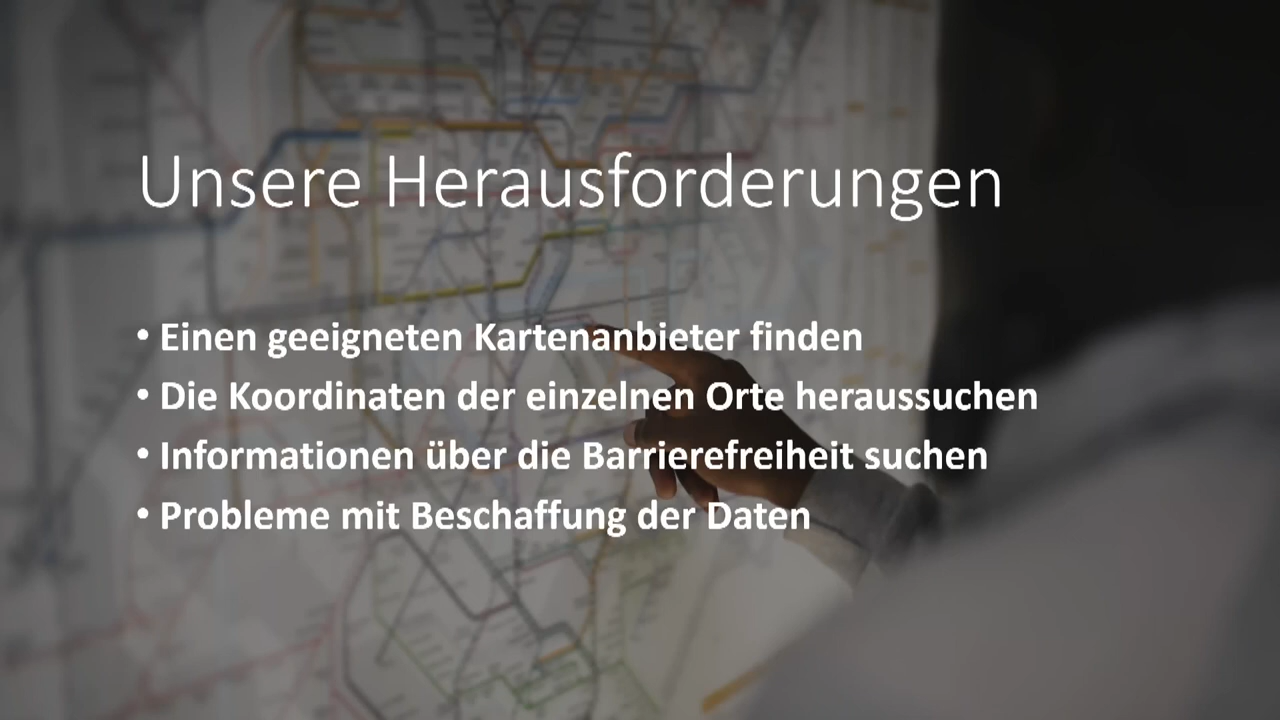 Unsere Herausforderungen
• Einen geeigneten Kartenanbieter finden
• Die Koordinaten der einzelnen Orte heraussuchen
• Informationen über die Barrierefreiheit suchen
• Probleme mit Beschaffung der Daten